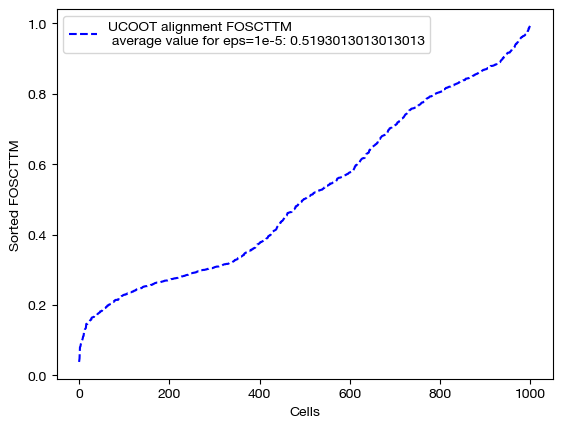 UCOOT alignment FOSCTTM
average value for eps=1e-5: 0.5193013013013013
1.0
0.8
0.6
0.4
0.2
0.0
Sorted FOSCTTM
0 200 400 600 800 1000
Cells